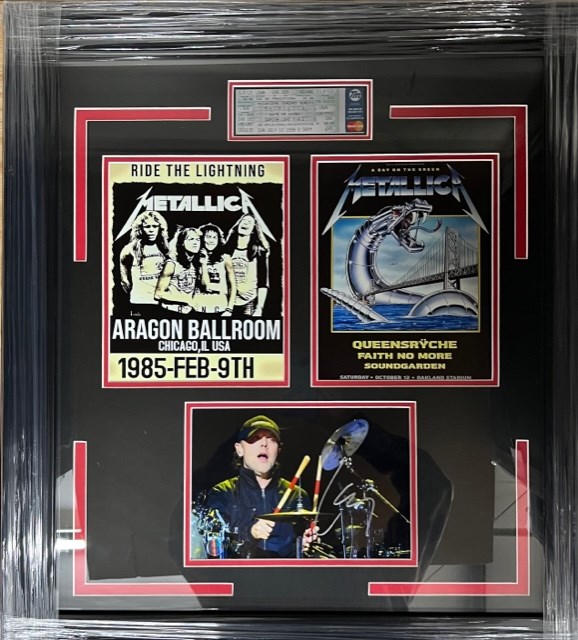 RIDE THE LIGHTNING
METALLICA
ARAGON BALLROOM
CHICAGO, IL USA
1985-FEB-9TH
A DAY ON THE GREEN
METALLICA
QUEENSRŸCHE
FAITH NO MORE
SOUNDGARDEN
SATURDAY • OCTOBER 12 • OAKLAND STADIUM